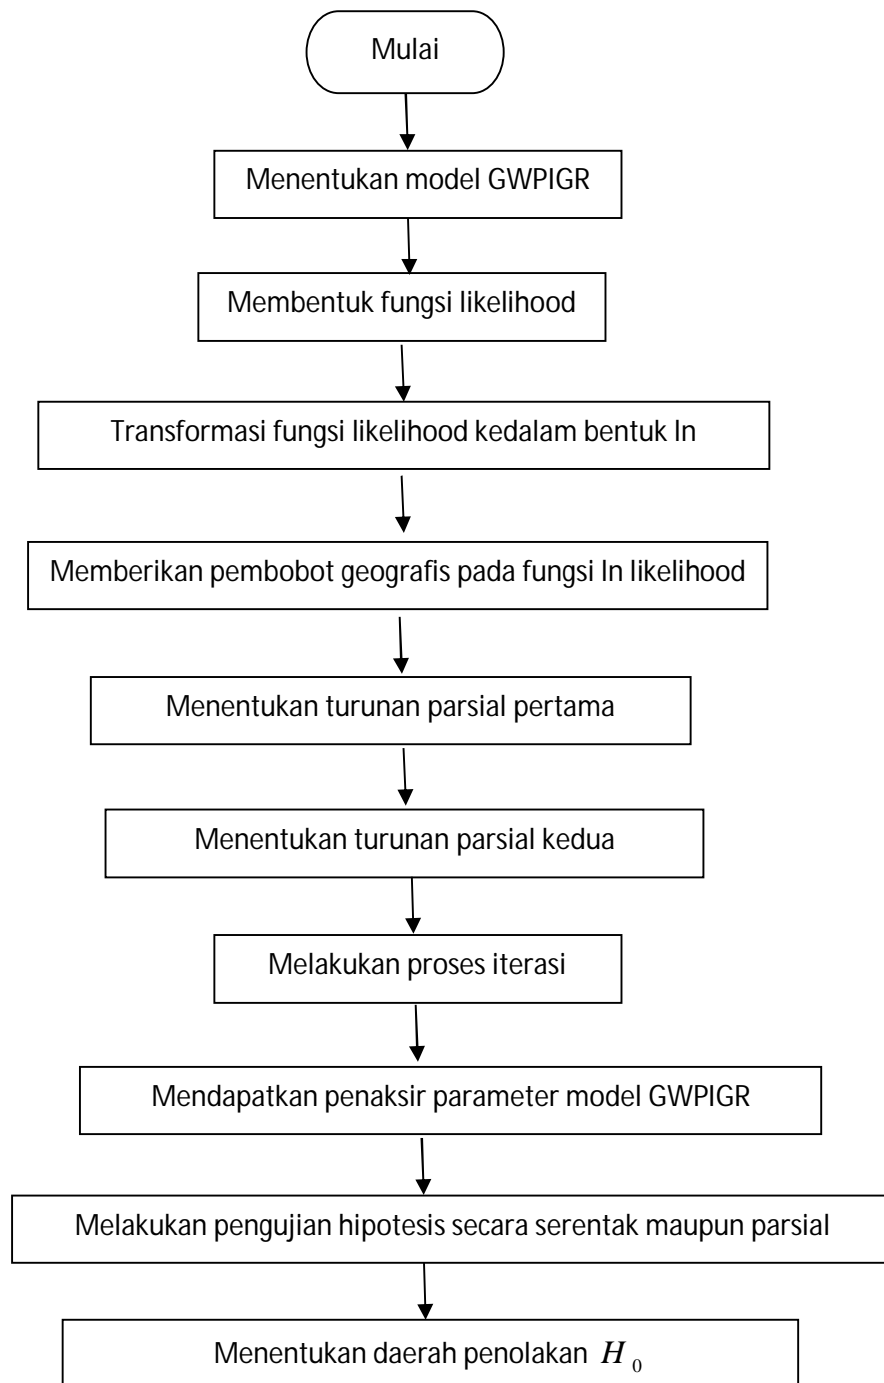 Mulai
Menentukan model GWPIGR
Membentuk fungsi likelihood
Transformasi fungsi likelihood kedalam bentuk ln
Memberikan pembobot geografis pada fungsi ln likelihood
Menentukan turunan parsial pertama
Menentukan turunan parsial kedua
Melakukan proses iterasi
Mendapatkan penaksir parameter model GWPIGR
Melakukan pengujian hipotesis secara serentak maupun parsial
Menentukan daerah penolakan H₀